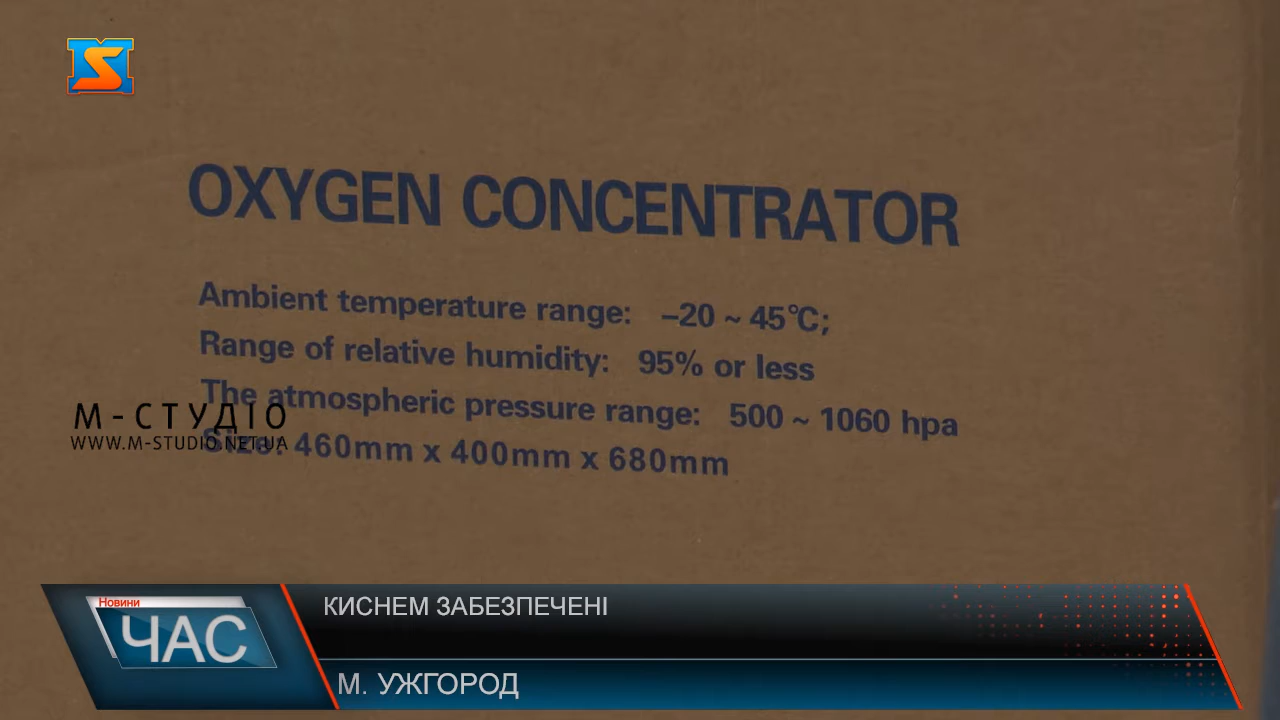 OXYGEN CONCENTRATOR
Ambient temperature range: –20 ~ 45℃;
Range of relative humidity: 95% or less
The atmospheric pressure range: 500 ~ 1060 hpa
М-СТУДІО
WWW.M-STUDIO.NET.UA
Size: 460mm x 400mm x 680mm
Новини
ЧАС
КИСНЕМ ЗАБЕЗПЕЧЕНІ
М. УЖГОРОД